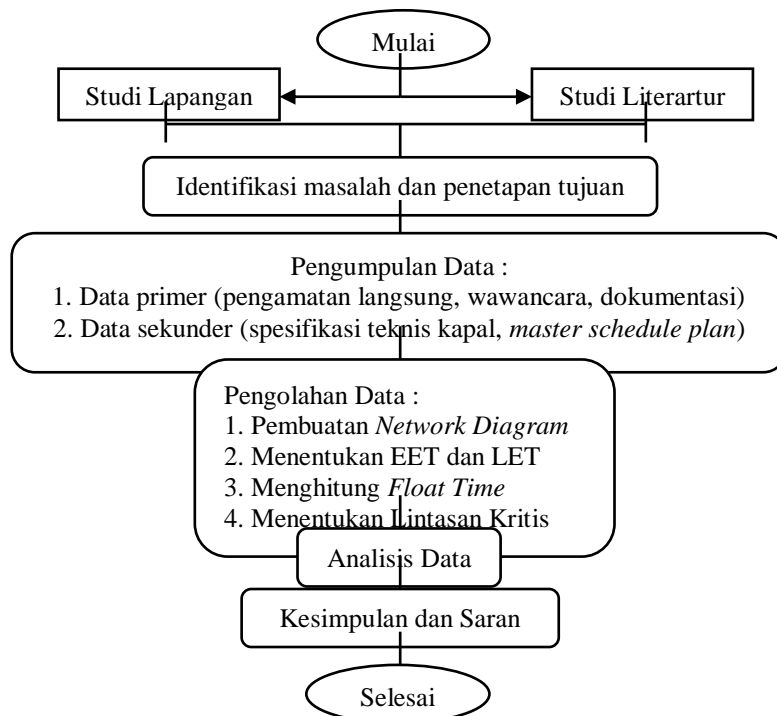 Mulai
Studi Lapangan
Studi Literartur
Identifikasi masalah dan penetapan tujuan
Pengumpulan Data :
1. Data primer (pengamatan langsung, wawancara, dokumentasi)
2. Data sekunder (spesifikasi teknis kapal, master schedule plan)
Pengolahan Data :
1. Pembuatan Network Diagram
2. Menentukan EET dan LET
3. Menghitung Float Time
4. Menentukan Lintasan Kritis
Analisis Data
Kesimpulan dan Saran
Selesai